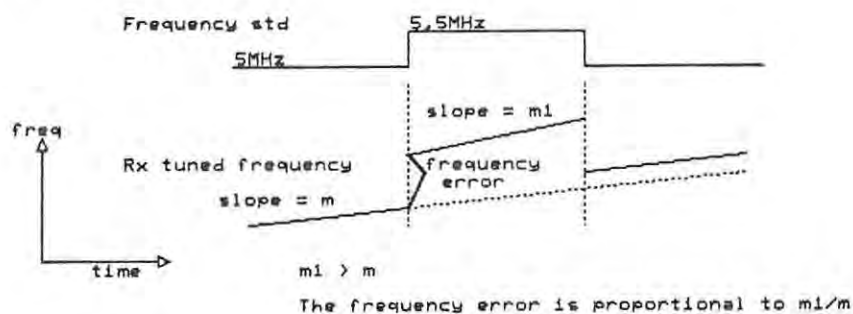 Frequency std
5.5MHz
5MHz
slope = m1
freq
Rx tuned frequency
frequency
error
slope = m
time
m1 > m
The frequency error is proportional to m1/m